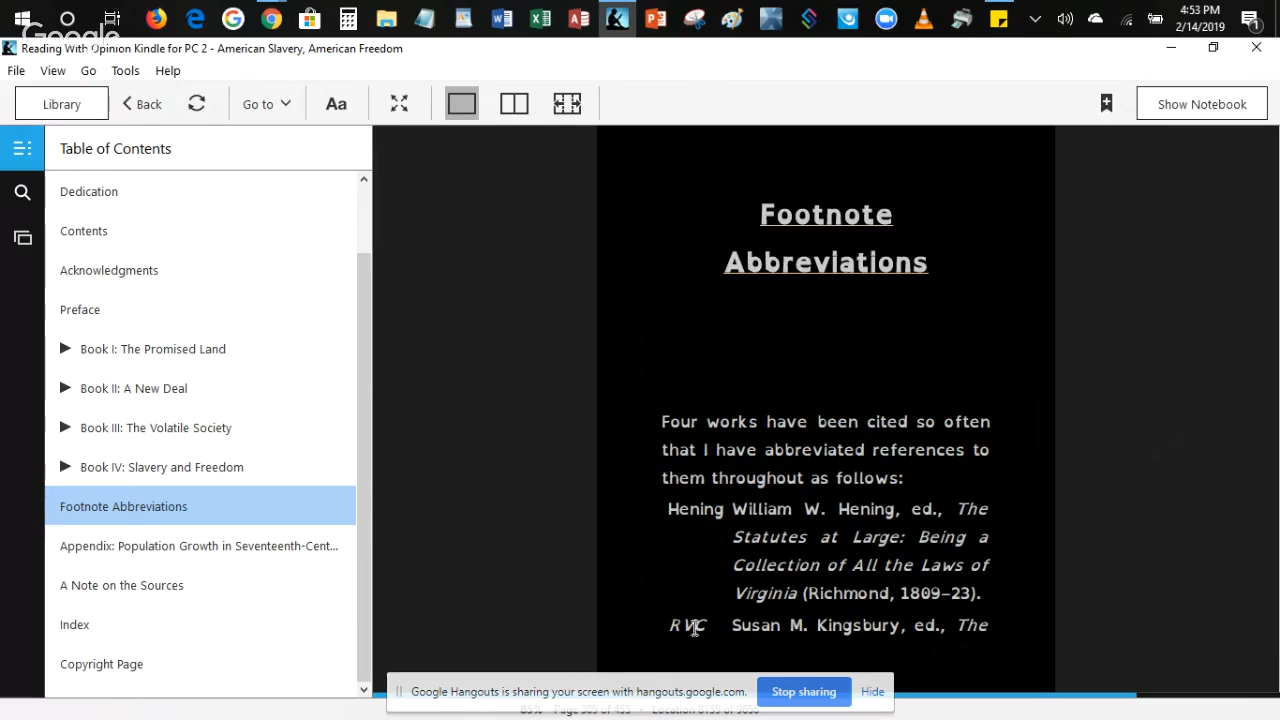 4:53 PM
2/14/2019
Google
Reading With Opinion Kindle for PC 2 - American Slavery, American Freedom
File View Go Tools Help
Library Back Go to Aa Show Notebook
Table of Contents
Dedication
Contents
Acknowledgments
Preface
Book I: The Promised Land
Book II: A New Deal
Book III: The Volatile Society
Book IV: Slavery and Freedom
Footnote Abbreviations
Appendix: Population Growth in Seventeenth-Cent...
A Note on the Sources
Index
Copyright Page
Footnote
Abbreviations
Four works have been cited so often
that I have abbreviated references to
them throughout as follows:
Hening William W. Hening, ed., The
Statutes at Large: Being a
Collection of All the Laws of
Virginia (Richmond, 1809–23).
RVC Susan M. Kingsbury, ed., The
Google Hangouts is sharing your screen with hangouts.google.com. Stop sharing Hide